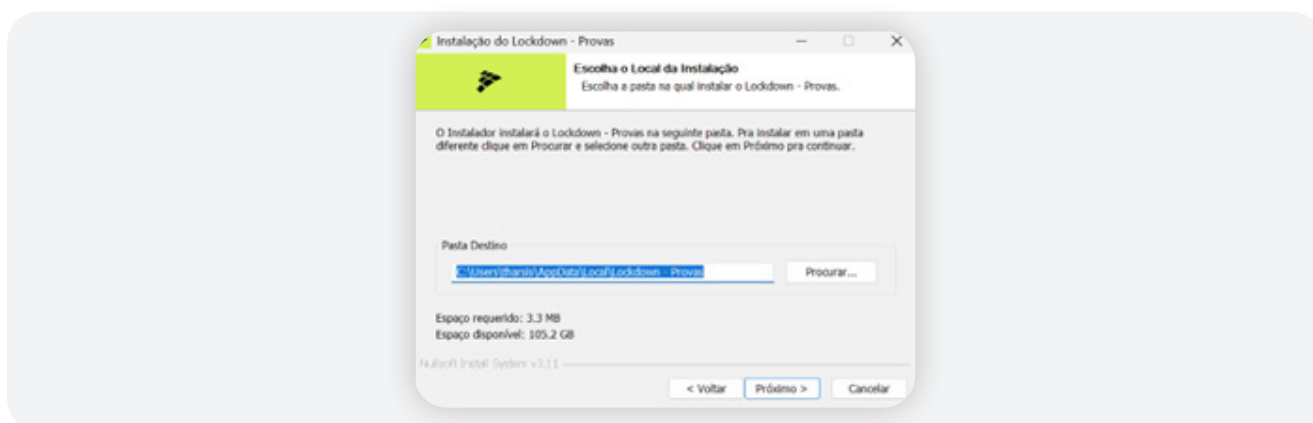 Instalação do Lockdown - Provas
Escolha o Local da Instalação
Escolha a pasta na qual instalar o Lockdown - Provas.
O Instalador instalará o Lockdown - Provas na seguinte pasta. Pra instalar em uma pasta
diferente clique em Procurar e selecione outra pasta. Clique em Próximo pra continuar.
Pasta Destino
C:\Users\tharsis\AppData\Local\Lockdown - Provas
Procurar...
Espaço requerido: 3.3 MB
Espaço disponível: 105.2 GB
Nullsoft Install System v3.11
< Voltar
Próximo >
Cancelar